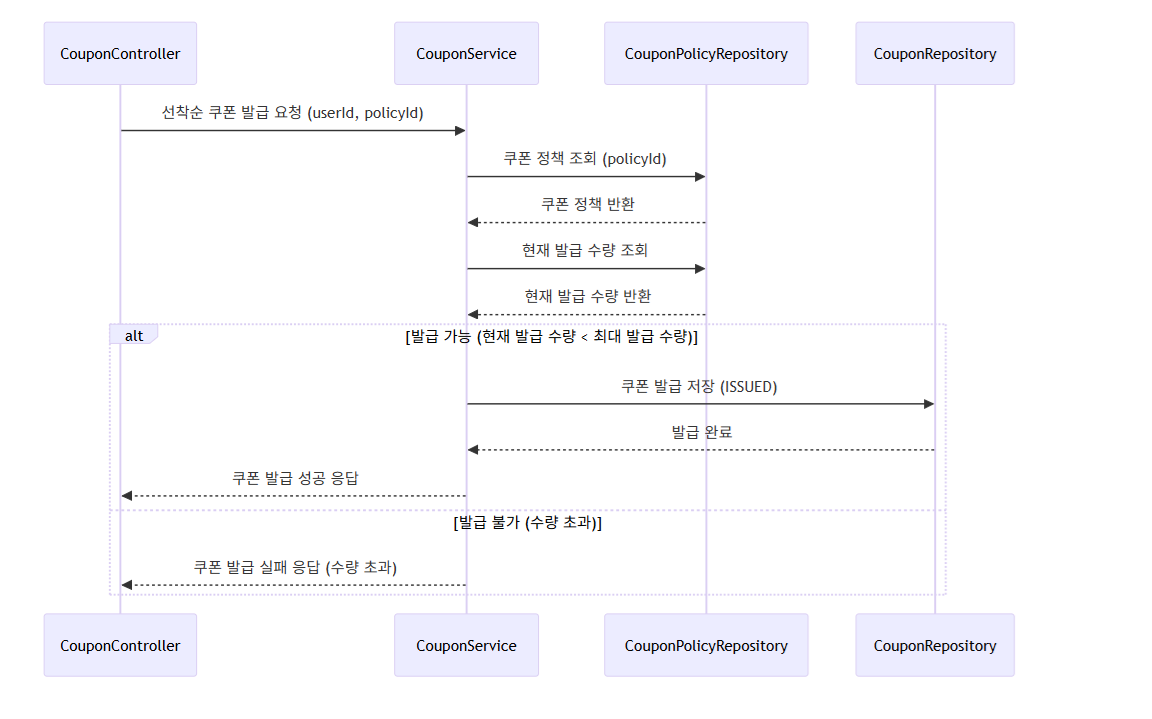 CouponController
CouponService
CouponPolicyRepository
CouponRepository
선착순 쿠폰 발급 요청 (userId, policyId)
쿠폰 정책 조회 (policyId)
쿠폰 정책 반환
현재 발급 수량 조회
현재 발급 수량 반환
alt
[발급 가능 (현재 발급 수량 < 최대 발급 수량)]
쿠폰 발급 저장 (ISSUED)
발급 완료
쿠폰 발급 성공 응답
[발급 불가 (수량 초과)]
쿠폰 발급 실패 응답 (수량 초과)
CouponController
CouponService
CouponPolicyRepository
CouponRepository